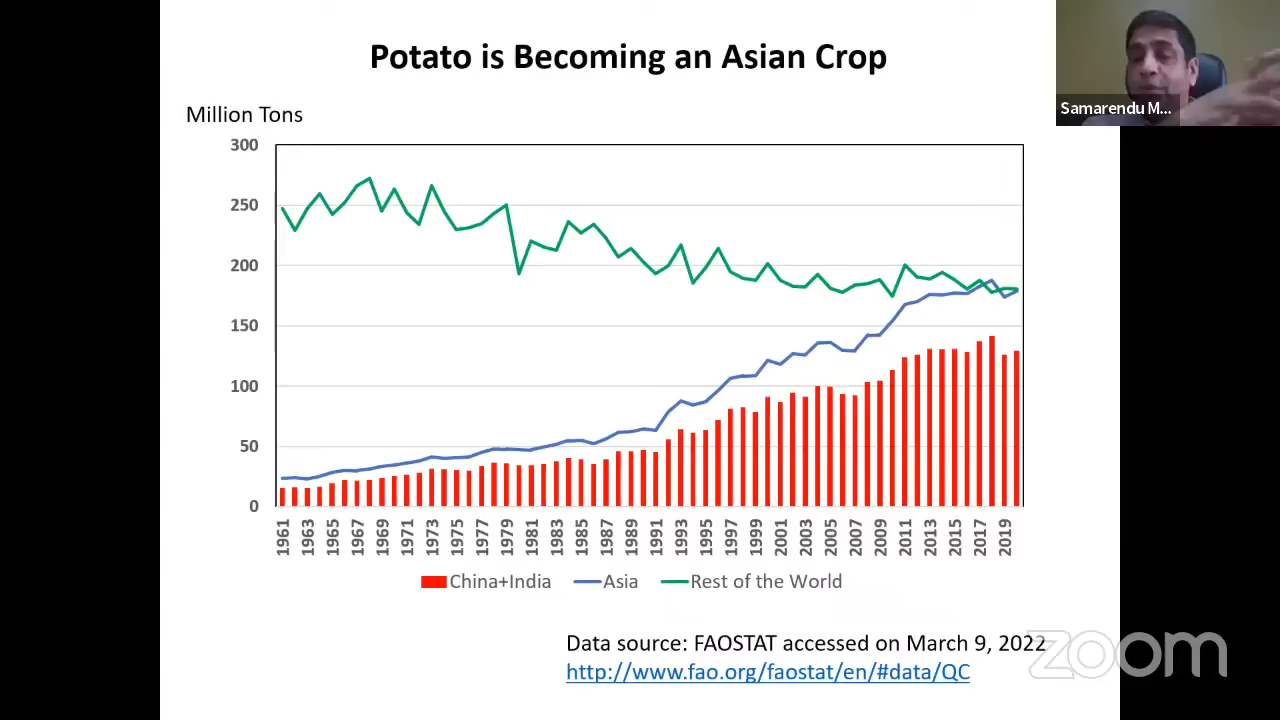 Potato is Becoming an Asian Crop
Samarendu M...
Million Tons
300
250
200
150
100
50
0
1961 1963 1965 1967 1969 1971 1973 1975 1977 1979 1981 1983 1985 1987 1989 1991 1993 1995 1997 1999 2001 2003 2005 2007 2009 2011 2013 2015 2017 2019
China+India Asia Rest of the World
Data source: FAOSTAT accessed on March 9, 2022
http://www.fao.org/faostat/en/#data/QC
zoom